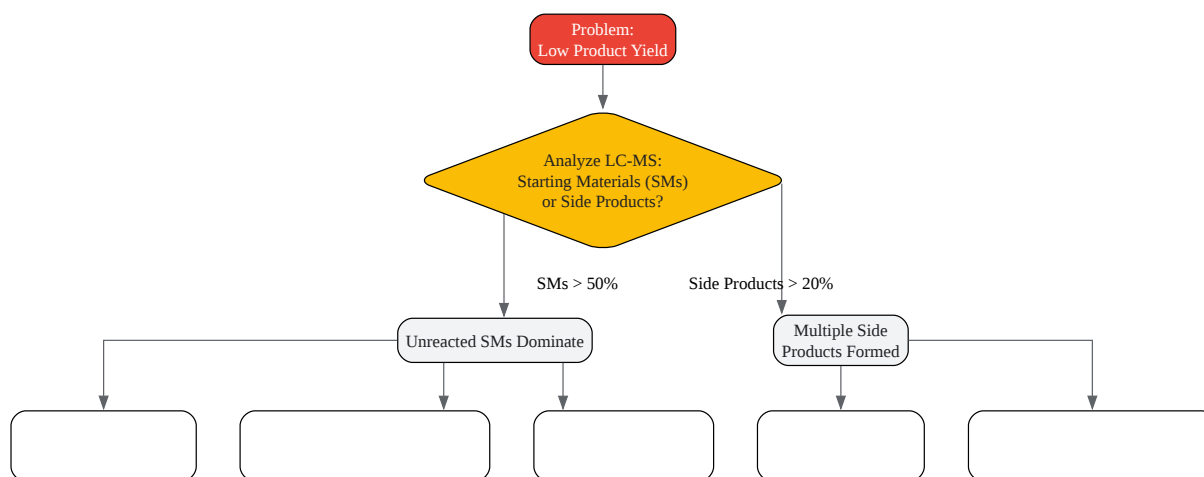 Problem:
Low Product Yield
Analyze LC-MS:
Starting Materials (SMs)
or Side Products?
SMs > 50%
Side Products > 20%
Unreacted SMs Dominate
Multiple Side
Products Formed